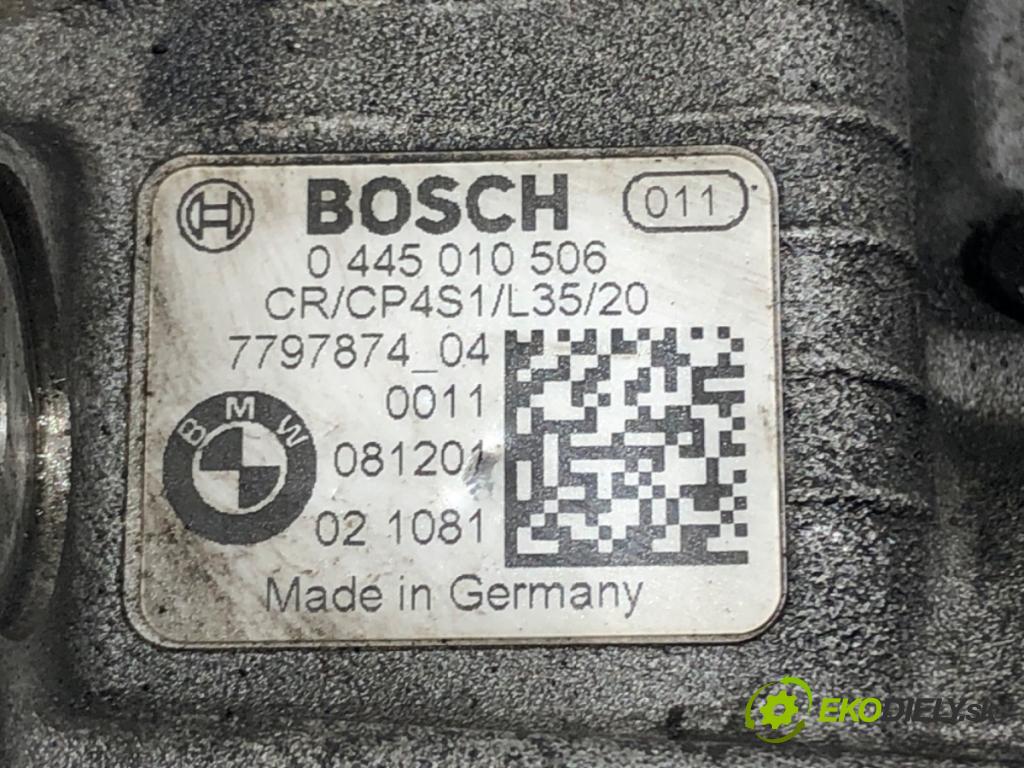 BOSCH 011
0 445 010 506
CR/CP4S1/L35/20
7797874_04
0011
BMW
081201
02 1081
Made in Germany
EKODIELY.SK